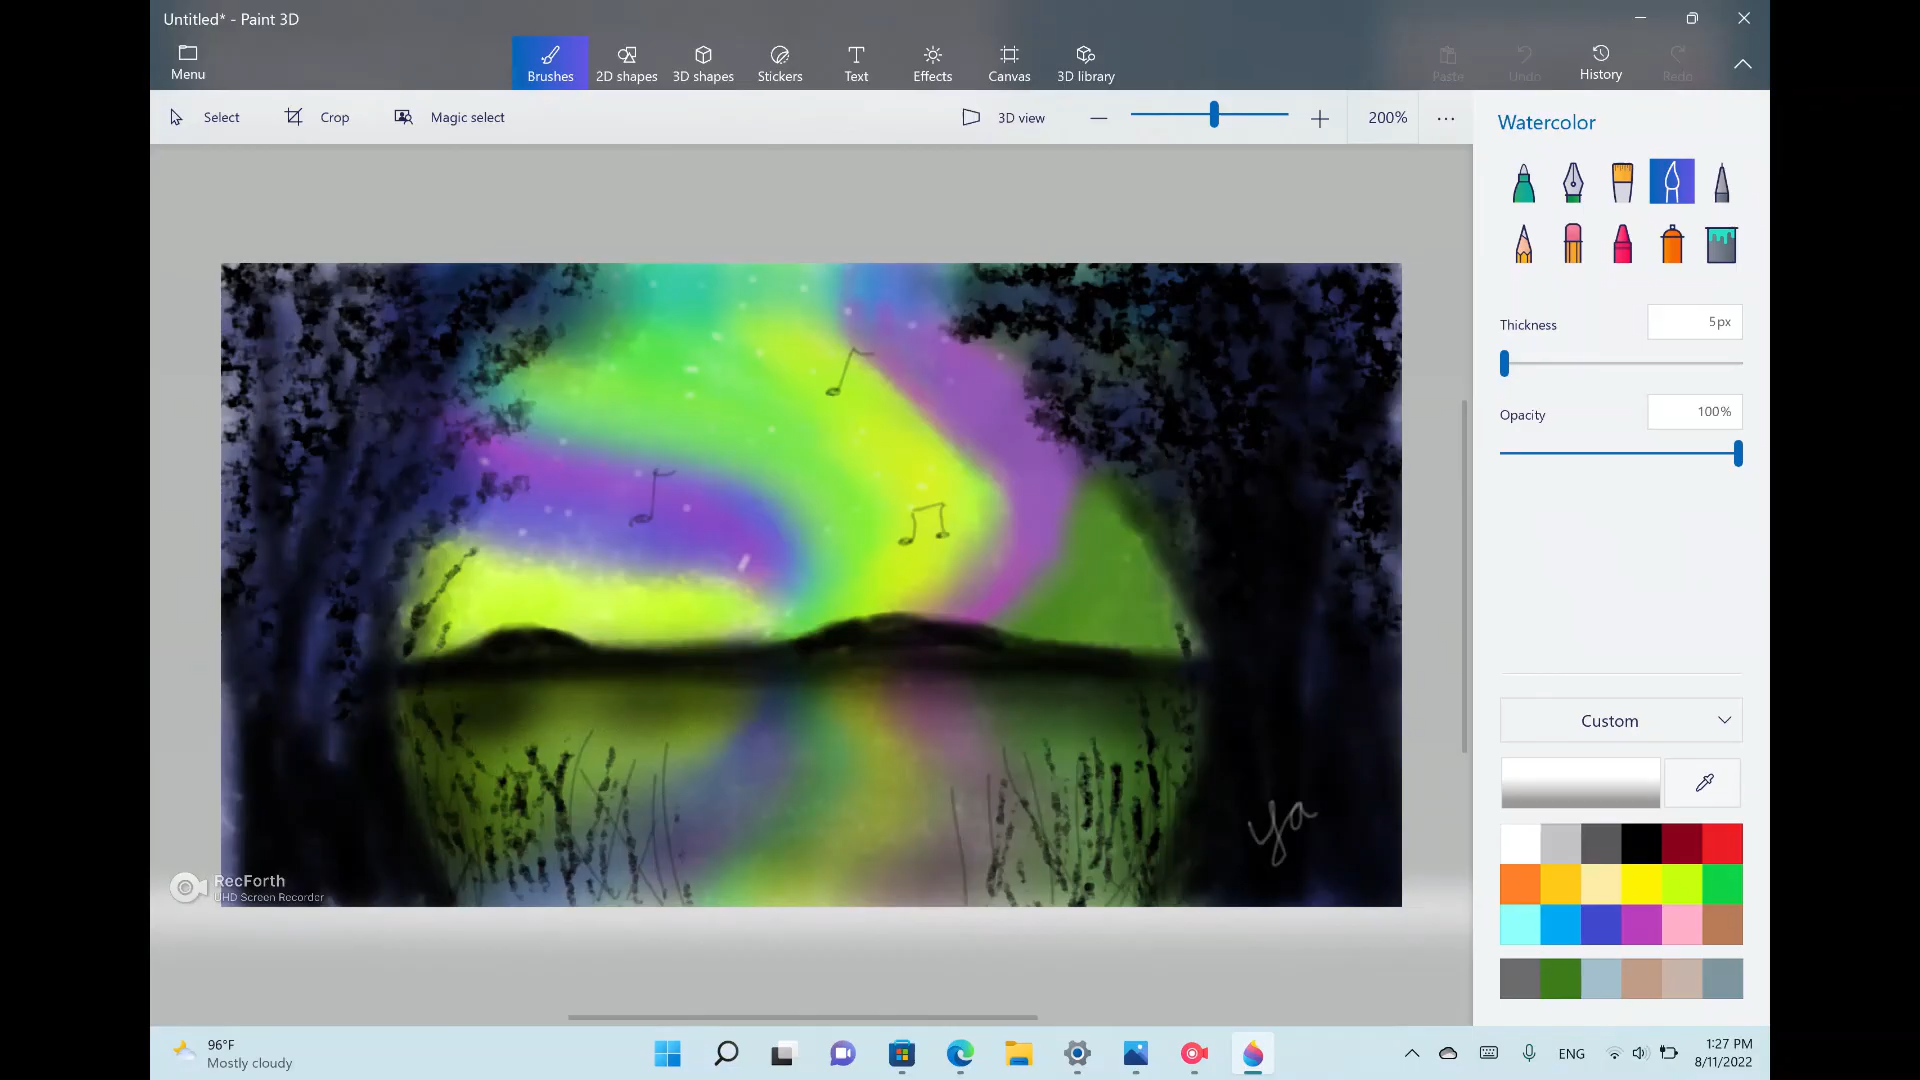 Untitled* - Paint 3D
Menu
Brushes
2D shapes
3D shapes
Stickers
Text
Effects
Canvas
3D library
Paste
Undo
History
Redo
Select
Crop
Magic select
3D view
200%
Watercolor
Thickness
5px
Opacity
100%
Custom
ya
RecForth
UHD Screen Recorder
96°F
Mostly cloudy
ENG
1:27 PM
8/11/2022